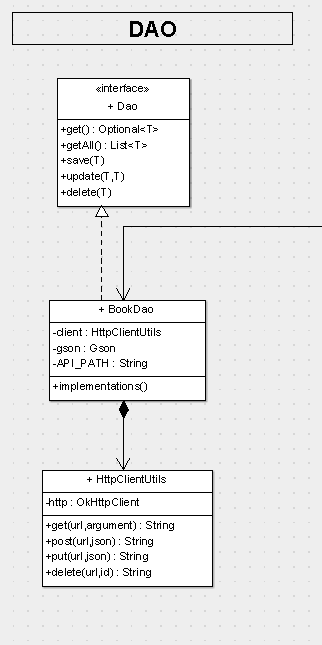 DAO
«interface»
+ Dao
+get() : Optional<T>
+getAll() : List<T>
+save(T)
+update(T,T)
+delete(T)
+ BookDao
-client : HttpClientUtils
-gson : Gson
-API_PATH : String
+implementations()
+ HttpClientUtils
-http : OkHttpClient
+get(url,argument) : String
+post(url,json) : String
+put(url,json) : String
+delete(url,id) : String